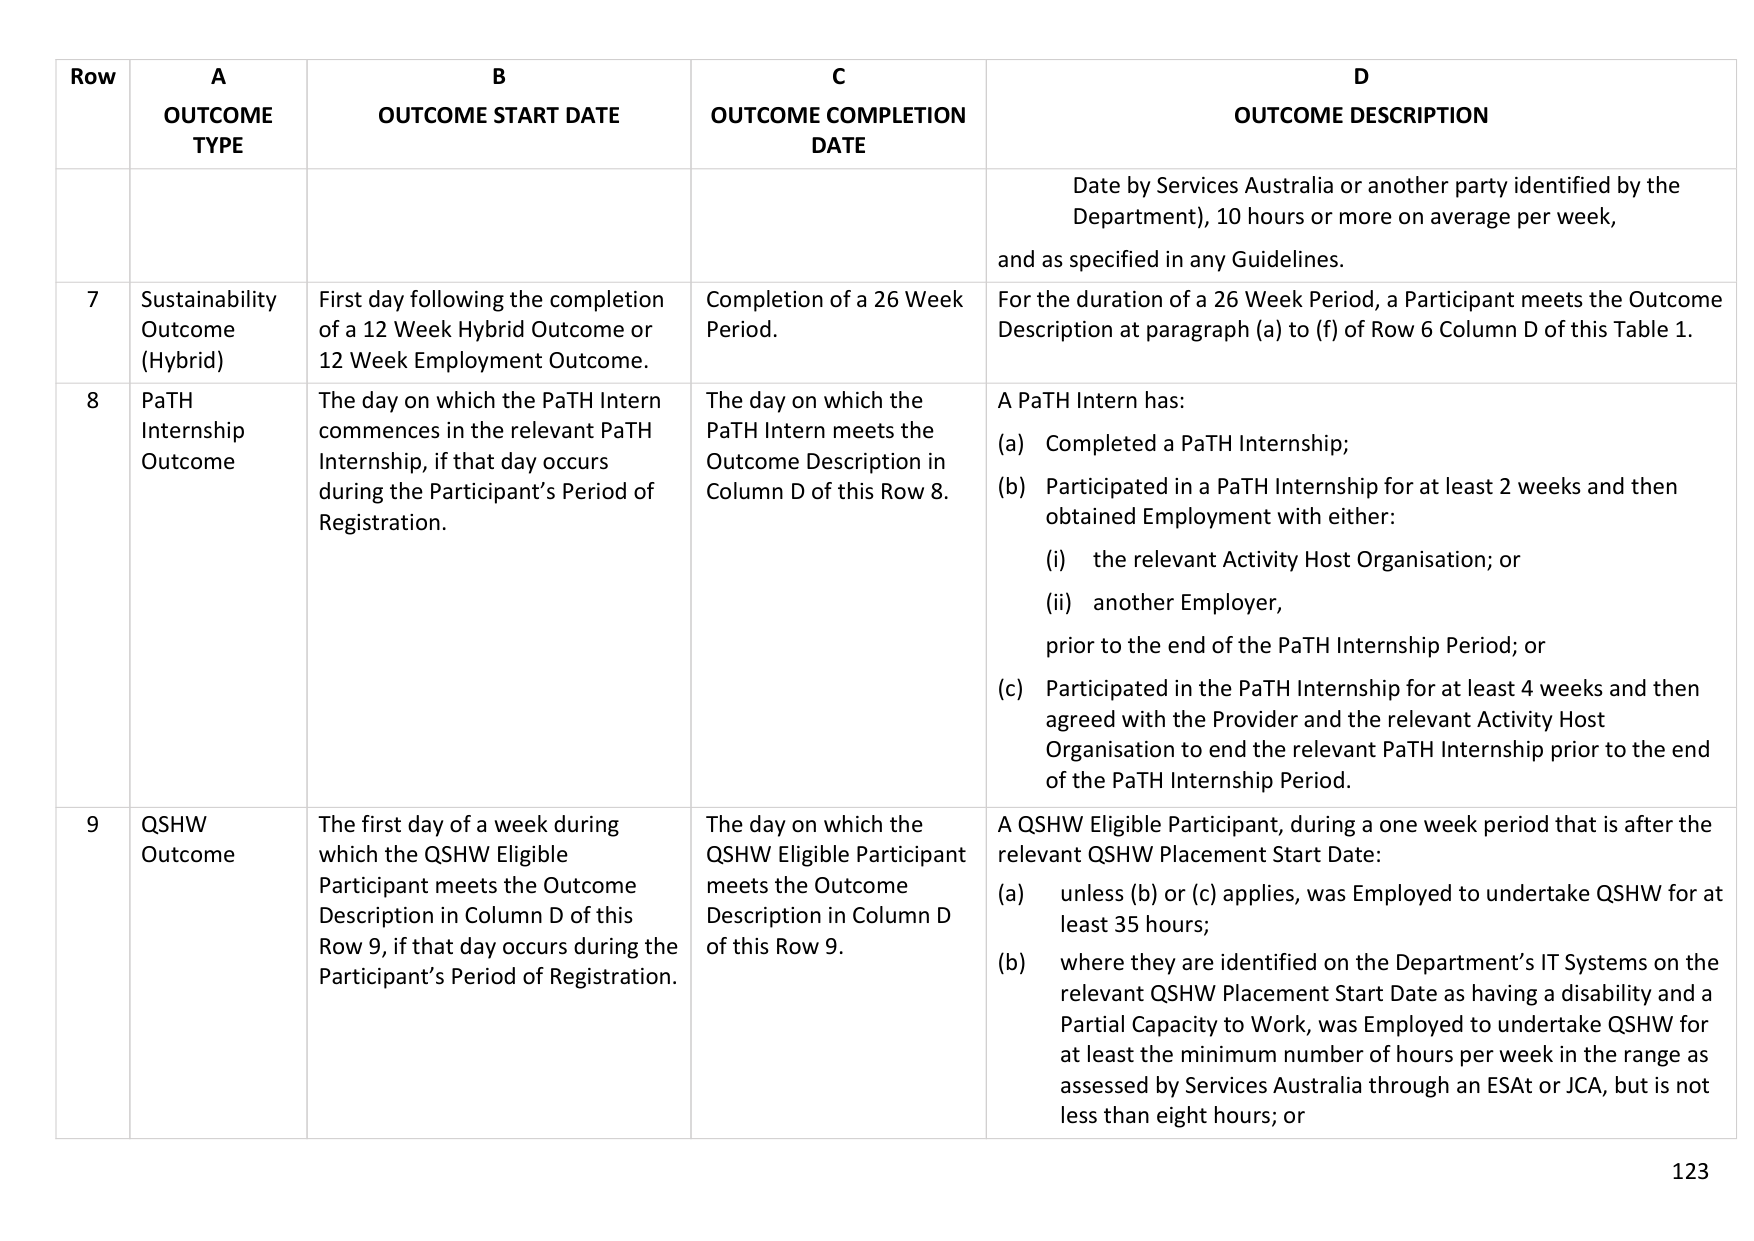 Row
A
OUTCOME
TYPE
B
OUTCOME START DATE
C
OUTCOME COMPLETION
DATE
D
OUTCOME DESCRIPTION
Date by Services Australia or another party identified by the
Department), 10 hours or more on average per week,
and as specified in any Guidelines.
7
Sustainability
Outcome
(Hybrid)
First day following the completion
of a 12 Week Hybrid Outcome or
12 Week Employment Outcome.
Completion of a 26 Week
Period.
For the duration of a 26 Week Period, a Participant meets the Outcome
Description at paragraph (a) to (f) of Row 6 Column D of this Table 1.
8
PaTH
Internship
Outcome
The day on which the PaTH Intern
commences in the relevant PaTH
Internship, if that day occurs
during the Participant’s Period of
Registration.
The day on which the
PaTH Intern meets the
Outcome Description in
Column D of this Row 8.
A PaTH Intern has:
(a) Completed a PaTH Internship;
(b) Participated in a PaTH Internship for at least 2 weeks and then
obtained Employment with either:
(i) the relevant Activity Host Organisation; or
(ii) another Employer,
prior to the end of the PaTH Internship Period; or
(c) Participated in the PaTH Internship for at least 4 weeks and then
agreed with the Provider and the relevant Activity Host
Organisation to end the relevant PaTH Internship prior to the end
of the PaTH Internship Period.
9
QSHW
Outcome
The first day of a week during
which the QSHW Eligible
Participant meets the Outcome
Description in Column D of this
Row 9, if that day occurs during the
Participant’s Period of Registration.
The day on which the
QSHW Eligible Participant
meets the Outcome
Description in Column D
of this Row 9.
A QSHW Eligible Participant, during a one week period that is after the
relevant QSHW Placement Start Date:
(a) unless (b) or (c) applies, was Employed to undertake QSHW for at
least 35 hours;
(b) where they are identified on the Department’s IT Systems on the
relevant QSHW Placement Start Date as having a disability and a
Partial Capacity to Work, was Employed to undertake QSHW for
at least the minimum number of hours per week in the range as
assessed by Services Australia through an ESAt or JCA, but is not
less than eight hours; or
123